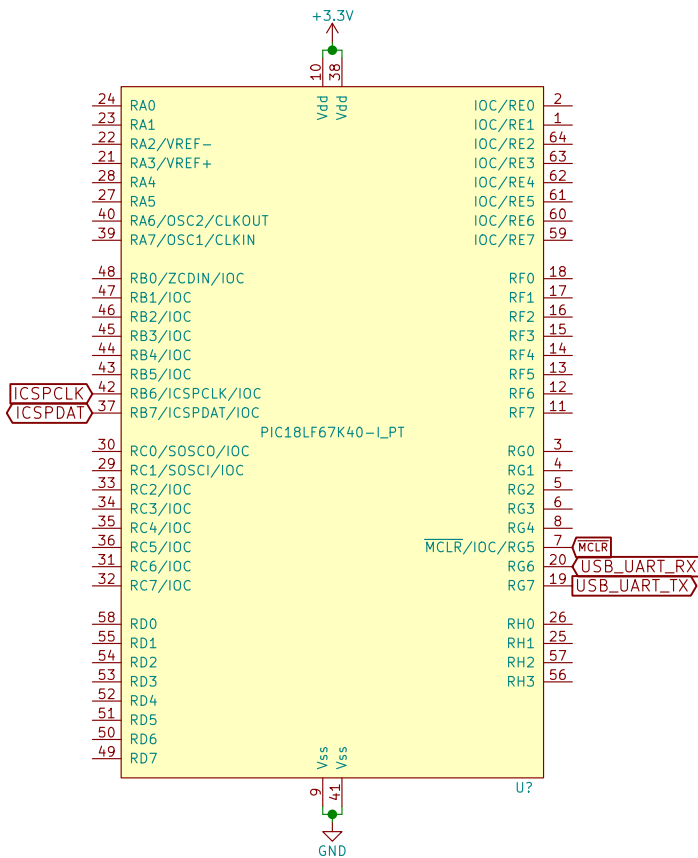 +3.3V
10 38
Vdd Vdd
24 RA0 IOC/RE0 2
23 RA1 IOC/RE1 1
22 RA2/VREF- IOC/RE2 64
21 RA3/VREF+ IOC/RE3 63
28 RA4 IOC/RE4 62
27 RA5 IOC/RE5 61
40 RA6/OSC2/CLKOUT IOC/RE6 60
39 RA7/OSC1/CLKIN IOC/RE7 59
48 RB0/ZCDIN/IOC RF0 18
47 RB1/IOC RF1 17
46 RB2/IOC RF2 16
45 RB3/IOC RF3 15
44 RB4/IOC RF4 14
43 RB5/IOC RF5 13
ICSPCLK 42 RB6/ICSPCLK/IOC RF6 12
ICSPDAT 37 RB7/ICSPDAT/IOC RF7 11
PIC18LF67K40-I_PT
30 RC0/SOSCO/IOC RG0 3
29 RC1/SOSCI/IOC RG1 4
33 RC2/IOC RG2 5
34 RC3/IOC RG3 6
35 RC4/IOC RG4 8
36 RC5/IOC MCLR/IOC/RG5 7 MCLR
31 RC6/IOC RG6 20 USB_UART_RX
32 RC7/IOC RG7 19 USB_UART_TX
58 RD0 RH0 26
55 RD1 RH1 25
54 RD2 RH2 57
53 RD3 RH3 56
52 RD4
51 RD5
50 RD6
49 RD7
Vss Vss
9 41
U?
GND